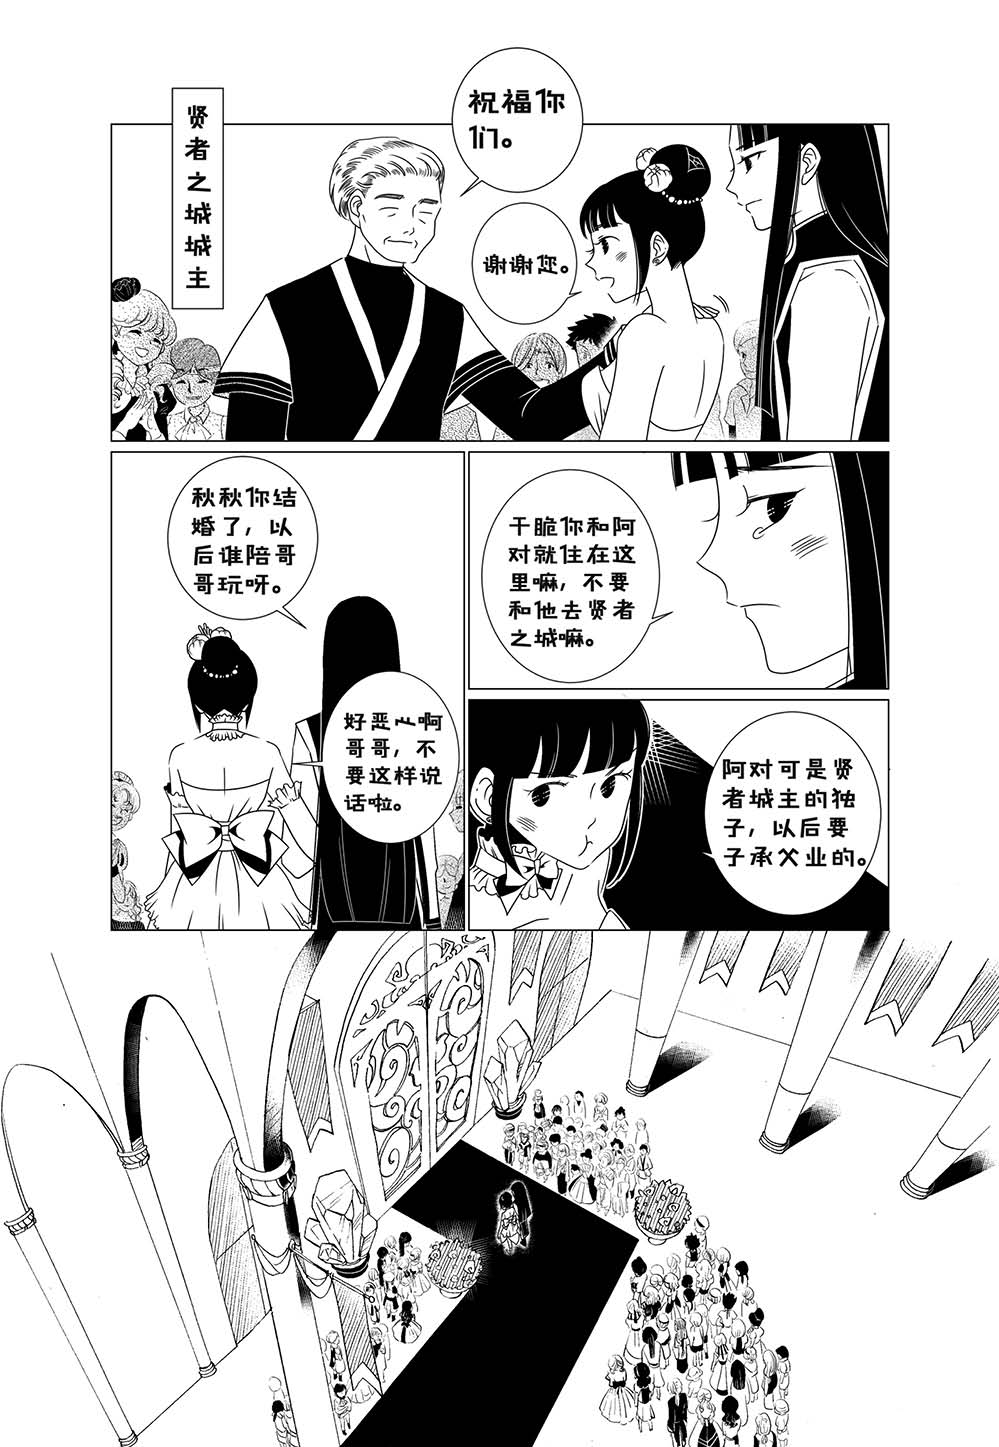 贤者之城城主
祝福你
们。
谢谢您。
秋秋你结
婚了，以
后谁陪哥
哥玩呀。
好恶心啊
哥哥，不
要这样说
话啦。
干脆你和阿
对就住在这
里嘛，不要
和他去贤者
之城嘛。
阿对可是贤
者城主的独
子，以后要
子承父业的。